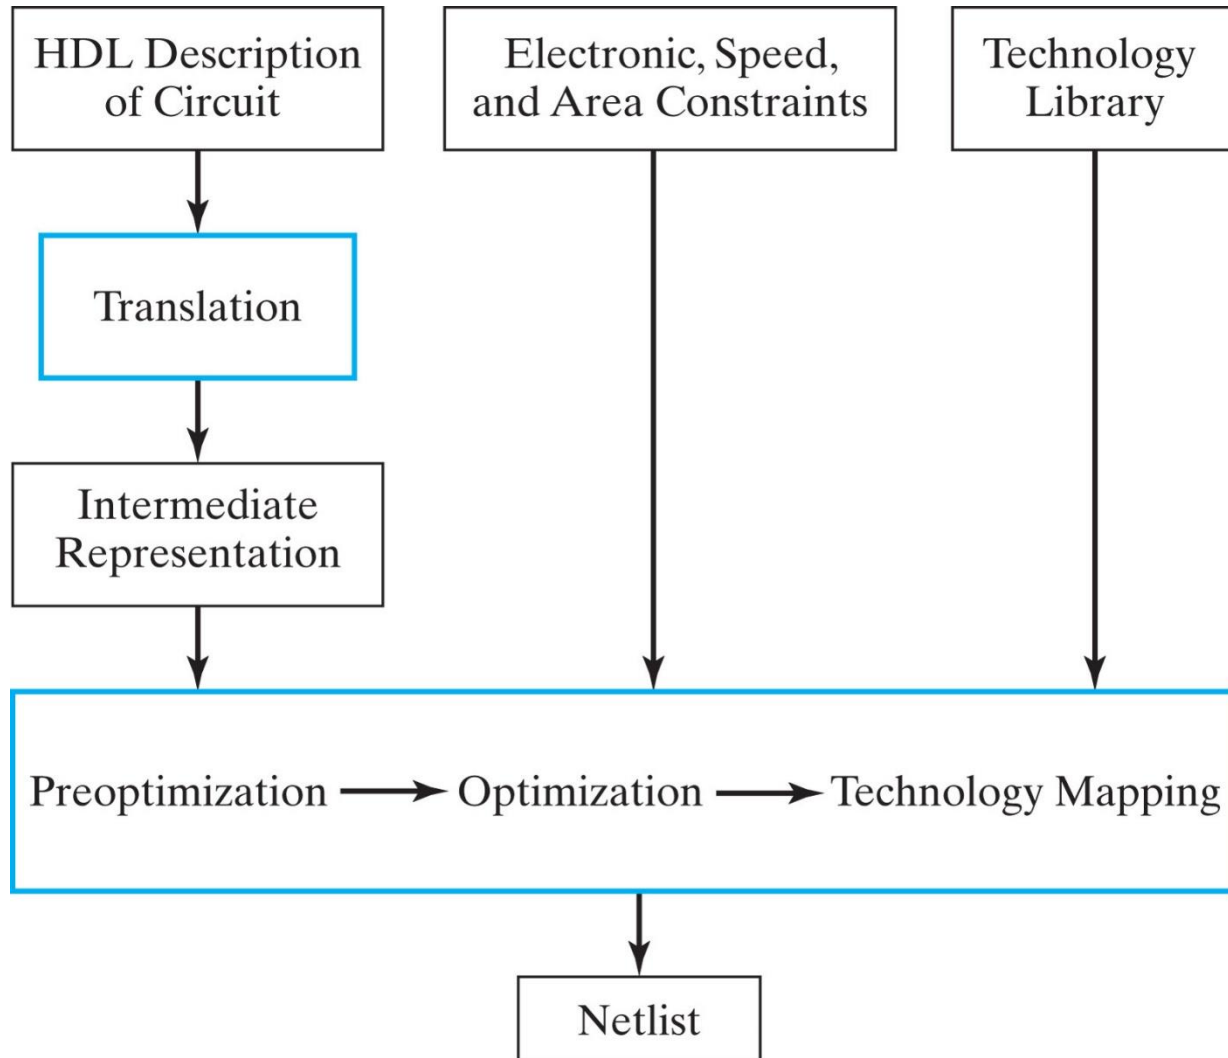 HDL Description
of Circuit
Electronic, Speed,
and Area Constraints
Technology
Library
Translation
Intermediate
Representation
Preoptimization
Optimization
Technology Mapping
Netlist